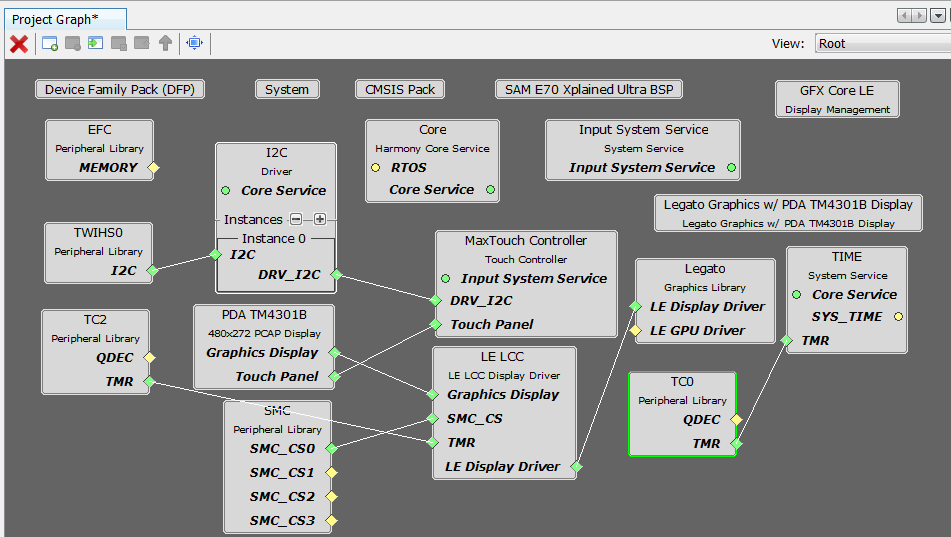 Project Graph*
View:
Root
Device Family Pack (DFP)
System
CMSIS Pack
SAM E70 Xplained Ultra BSP
GFX Core LE
Display Management
EFC
Peripheral Library
MEMORY
I2C
Driver
Core Service
Instances
Instance 0
I2C
DRV_I2C
Core
Harmony Core Service
RTOS
Core Service
Input System Service
System Service
Input System Service
Legato Graphics w/ PDA TM4301B Display
Legato Graphics w/ PDA TM4301B Display
TWIHS0
Peripheral Library
I2C
MaxTouch Controller
Touch Controller
Input System Service
DRV_I2C
Touch Panel
Legato
Graphics Library
LE Display Driver
LE GPU Driver
TIME
System Service
Core Service
SYS_TIME
TMR
TC2
Peripheral Library
QDEC
TMR
PDA TM4301B
480x272 PCAP Display
Graphics Display
Touch Panel
LE LCC
LE LCC Display Driver
Graphics Display
SMC_CS
TMR
LE Display Driver
TC0
Peripheral Library
QDEC
TMR
SMC
Peripheral Library
SMC_CS0
SMC_CS1
SMC_CS2
SMC_CS3